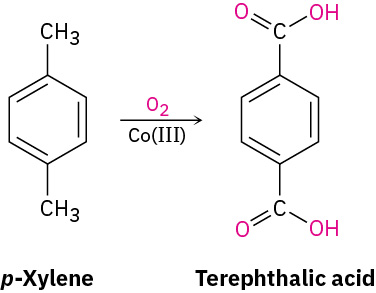 CH₃
O
OH
C
O₂
Co(III)
CH₃
C
O
OH
p-Xylene
Terephthalic acid